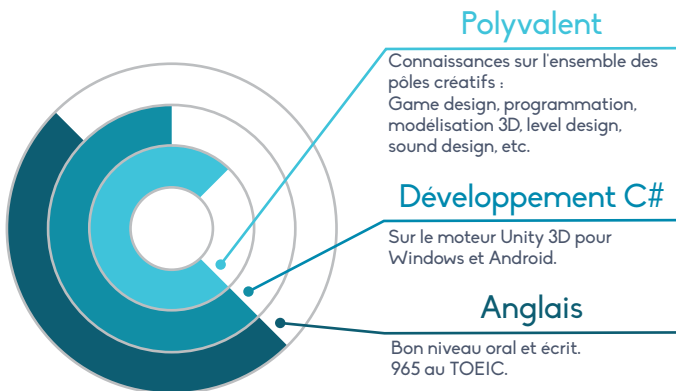 Polyvalent
Connaissances sur l'ensemble des
pôles créatifs :
Game design, programmation,
modélisation 3D, level design,
sound design, etc.
Développement C#
Sur le moteur Unity 3D pour
Windows et Android.
Anglais
Bon niveau oral et écrit.
965 au TOEIC.